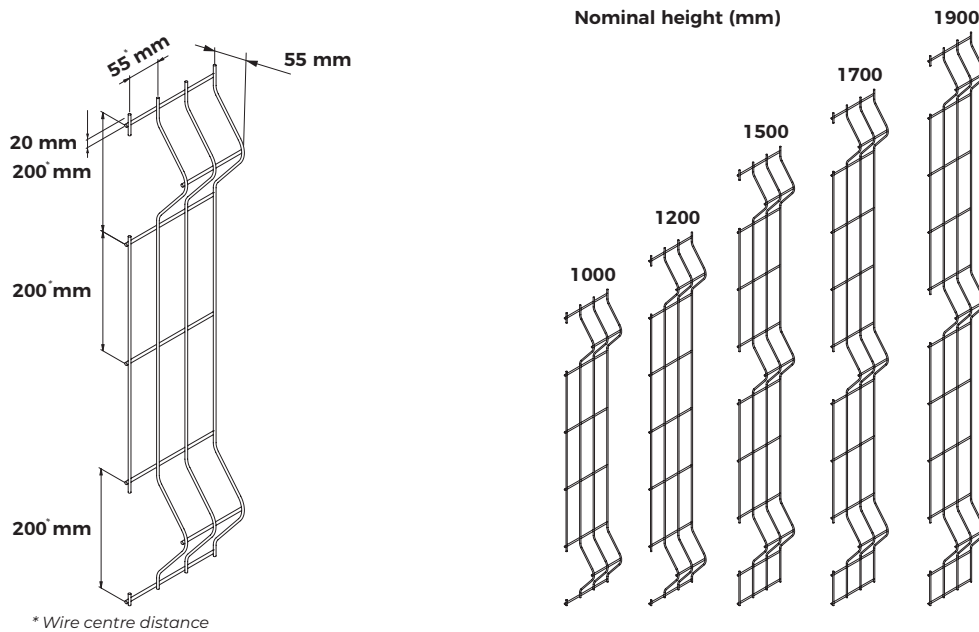 Nominal height (mm)
1900
1700
1500
1200
1000
55* mm
55 mm
20 mm
200* mm
200* mm
200* mm
* Wire centre distance